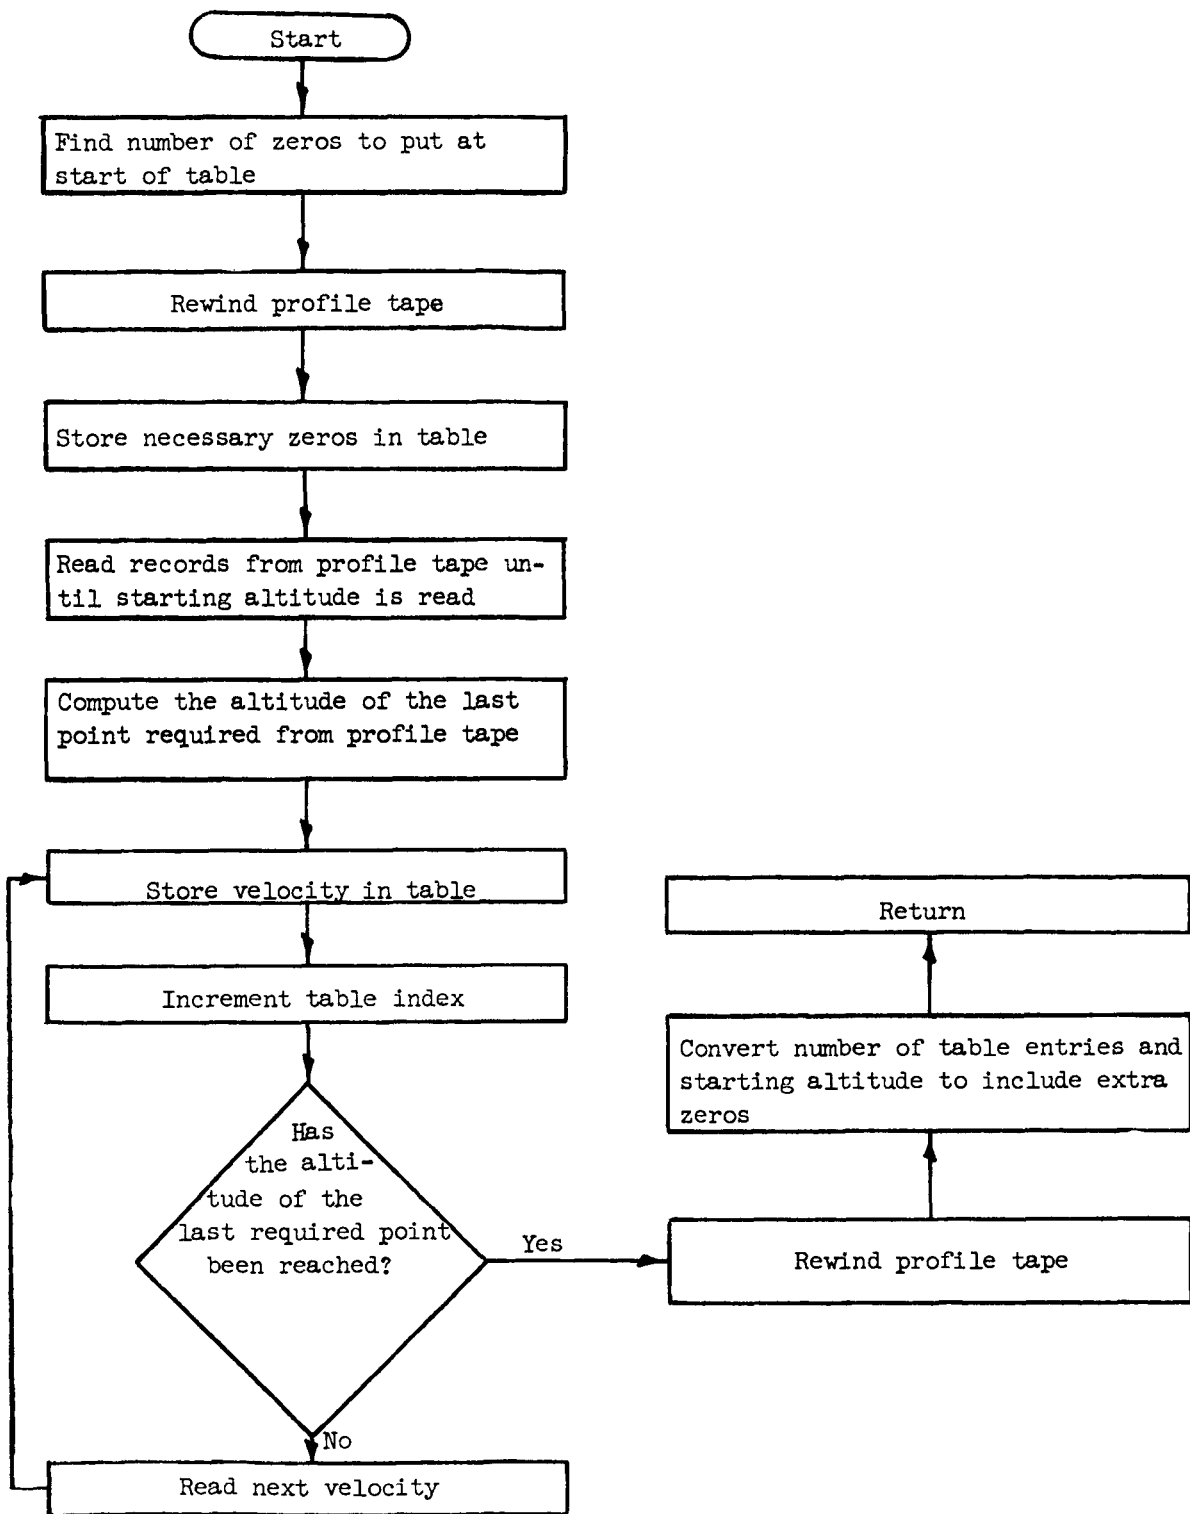 Start
Find number of zeros to put at
start of table
Rewind profile tape
Store necessary zeros in table
Read records from profile tape un-
til starting altitude is read
Compute the altitude of the last
point required from profile tape
Store velocity in table
Increment table index
Has
the alti-
tude of the
last required point
been reached?
Yes
No
Read next velocity
Rewind profile tape
Convert number of table entries and
starting altitude to include extra
zeros
Return